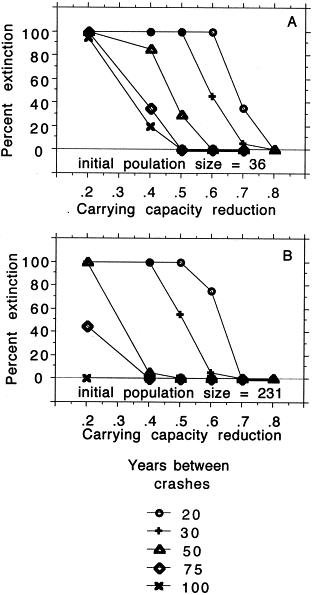 A
Percent extinction
100
80
60
40
20
0
initial poulation size = 36
.2 .3 .4 .5 .6 .7 .8
Carrying capacity reduction
B
Percent extinction
100
80
60
40
20
0
initial population size = 231
.2 .3 .4 .5 .6 .7 .8
Carrying capacity reduction
Years between
crashes
20
30
50
75
100